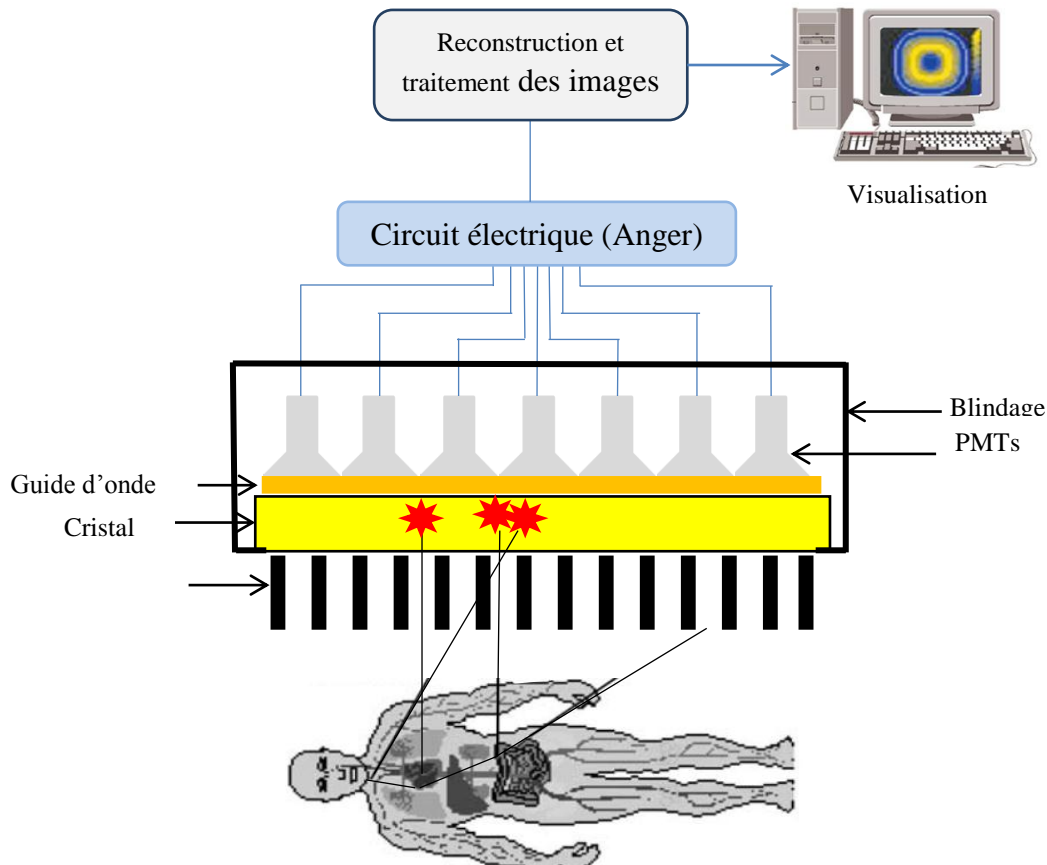 Reconstruction et
traitement des images
Visualisation
Circuit électrique (Anger)
Blindage
PMTs
Guide d’onde
Cristal